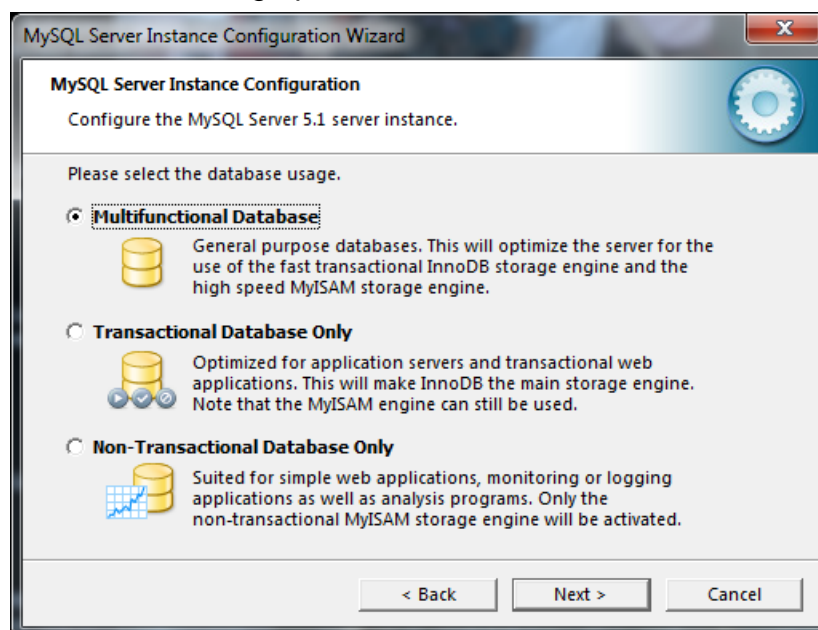 MySQL Server Instance Configuration Wizard
MySQL Server Instance Configuration
Configure the MySQL Server 5.1 server instance.
Please select the database usage.
Multifunctional Database
General purpose databases. This will optimize the server for the
use of the fast transactional InnoDB storage engine and the
high speed MyISAM storage engine.
Transactional Database Only
Optimized for application servers and transactional web
applications. This will make InnoDB the main storage engine.
Note that the MyISAM engine can still be used.
Non-Transactional Database Only
Suited for simple web applications, monitoring or logging
applications as well as analysis programs. Only the
non-transactional MyISAM storage engine will be activated.
< Back Next > Cancel